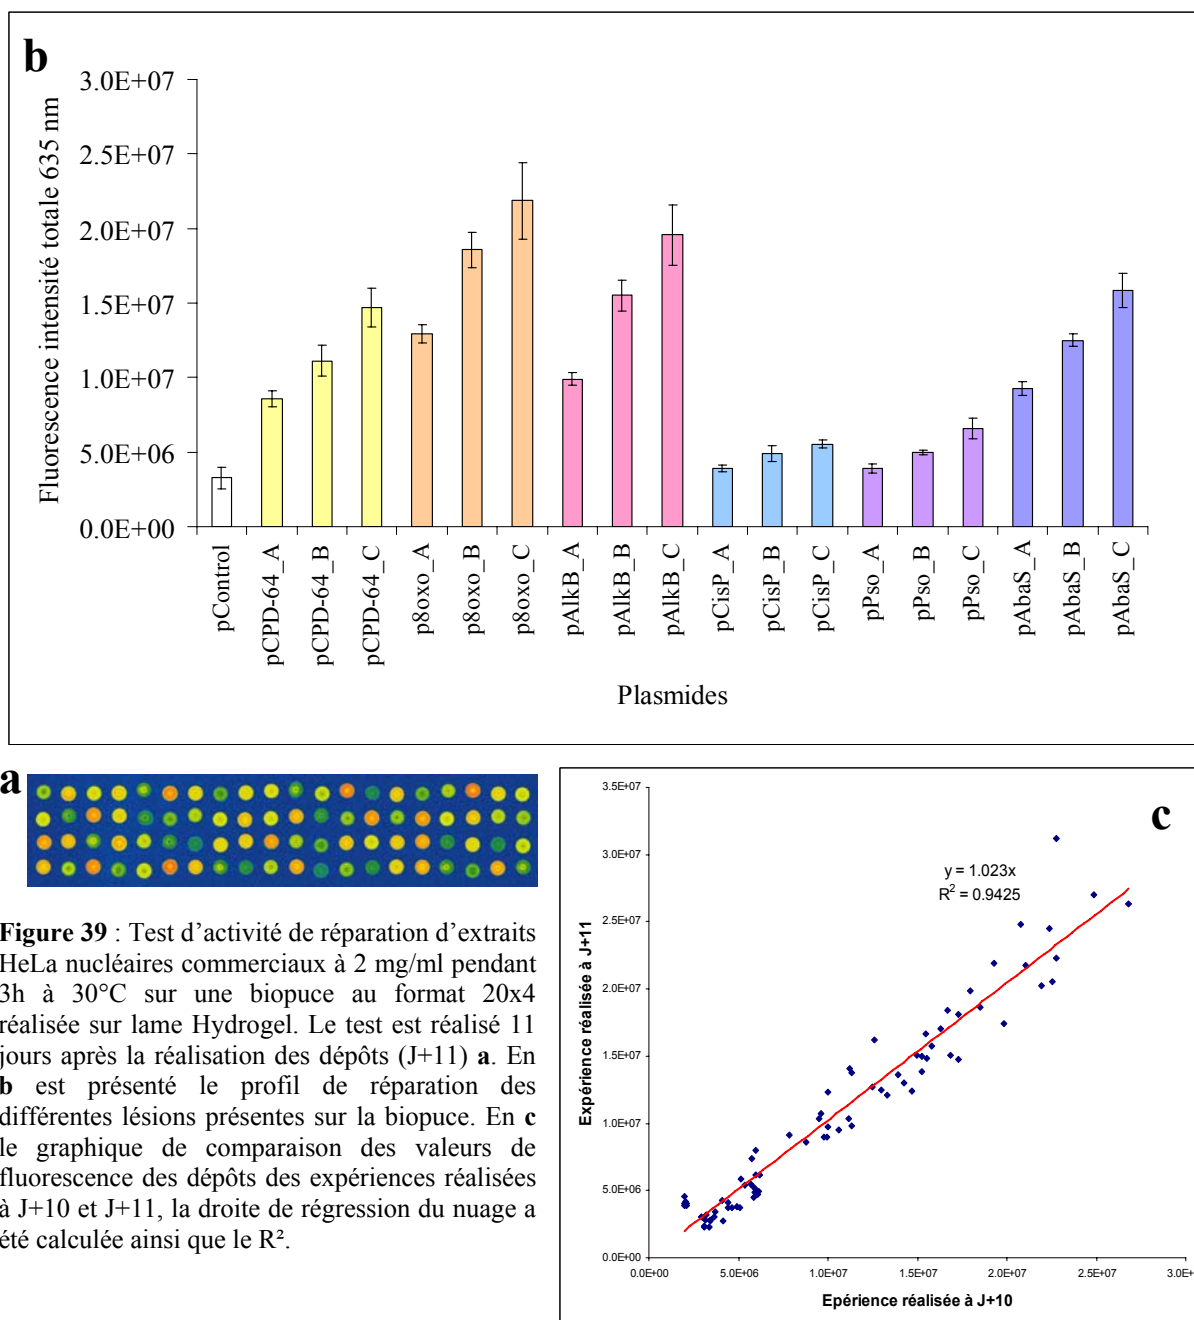 b
Fluorescence intensité totale 635 nm
3.0E+07
2.5E+07
2.0E+07
1.5E+07
1.0E+07
5.0E+06
0.0E+00
pControl
pCPD-64_A
pCPD-64_B
pCPD-64_C
p8oxo_A
p8oxo_B
p8oxo_C
pAlkB_A
pAlkB_B
pAlkB_C
pCisP_A
pCisP_B
pCisP_C
pPso_A
pPso_B
pPso_C
pAbaS_A
pAbaS_B
pAbaS_C
Plasmides
a
Figure 39 : Test d’activité de réparation d’extraits
HeLa nucléaires commerciaux à 2 mg/ml pendant
3h à 30°C sur une biopuce au format 20x4
réalisée sur lame Hydrogel. Le test est réalisé 11
jours après la réalisation des dépôts (J+11) a. En
b est présenté le profil de réparation des
différentes lésions présentes sur la biopuce. En c
le graphique de comparaison des valeurs de
fluorescence des dépôts des expériences réalisées
à J+10 et J+11, la droite de régression du nuage a
été calculée ainsi que le R².
c
y = 1.023x
R² = 0.9425
Expérience réalisée à J+11
3.5E+07
3.0E+07
2.5E+07
2.0E+07
1.5E+07
1.0E+07
5.0E+06
0.0E+00
0.0E+00 5.0E+06 1.0E+07 1.5E+07 2.0E+07 2.5E+07 3.0E+
Epérience réalisée à J+10